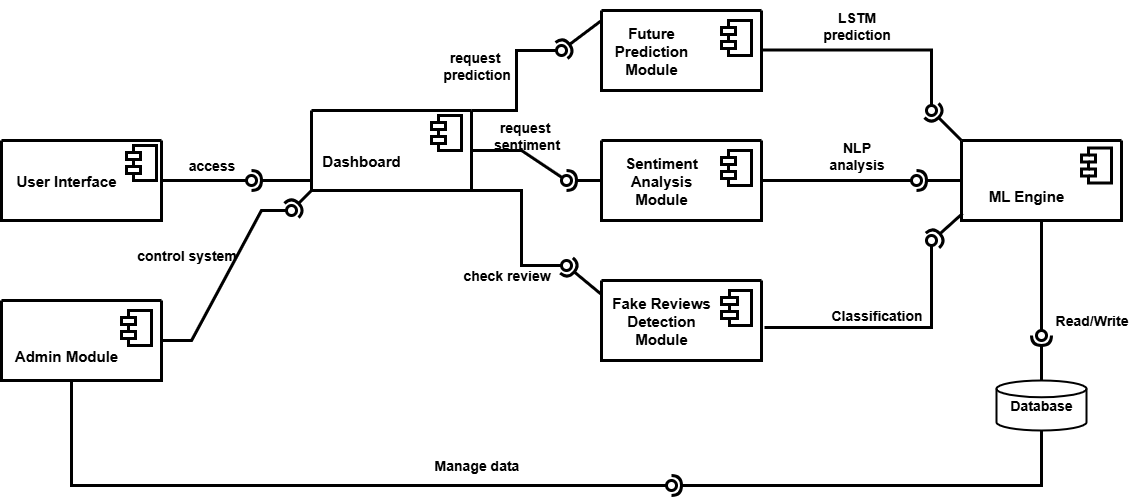 LSTM
prediction
Future
Prediction
Module
request
prediction
request
sentiment
NLP
analysis
access
Dashboard
User Interface
Sentiment
Analysis
Module
ML Engine
control system
check review
Fake Reviews
Detection
Module
Classification
Read/Write
Admin Module
Database
Manage data